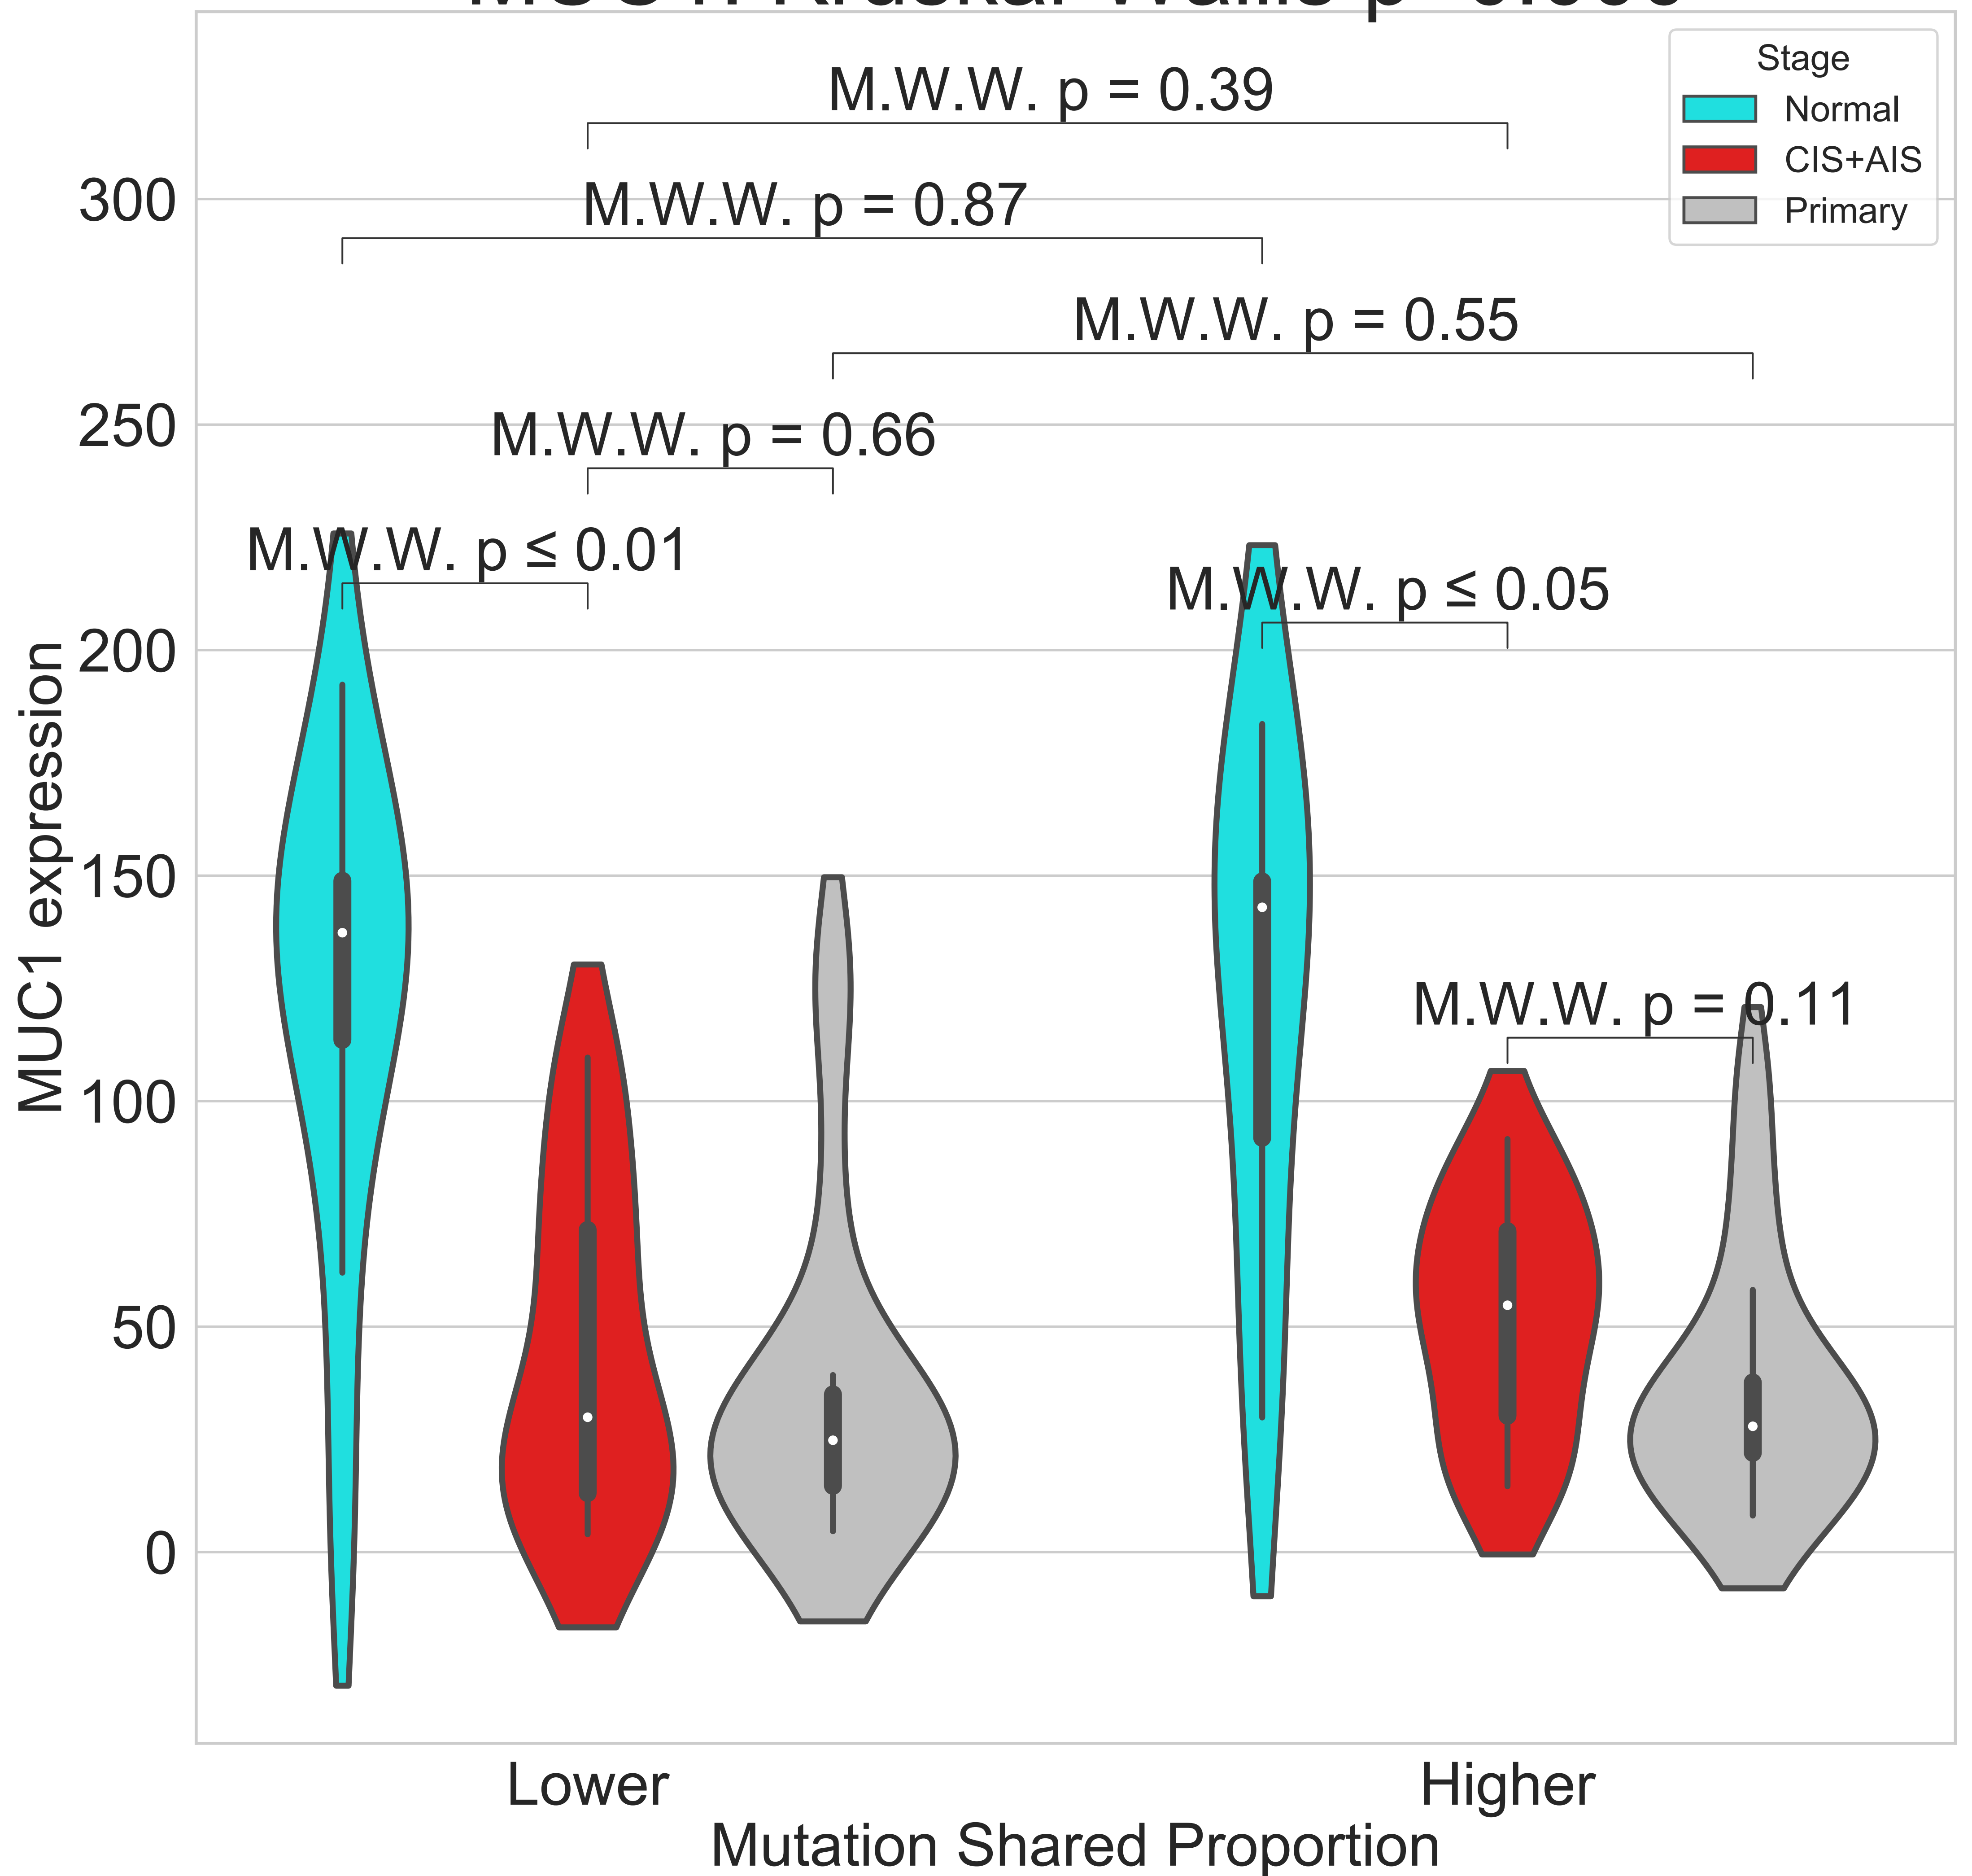 Stage
Normal
CIS+AIS
Primary
M.W.W. p = 0.39
M.W.W. p = 0.87
M.W.W. p = 0.55
M.W.W. p = 0.66
M.W.W. p ≤ 0.01
M.W.W. p ≤ 0.05
M.W.W. p = 0.11
MUC1 expression
300
250
200
150
100
50
0
Lower
Higher
Mutation Shared Proportion